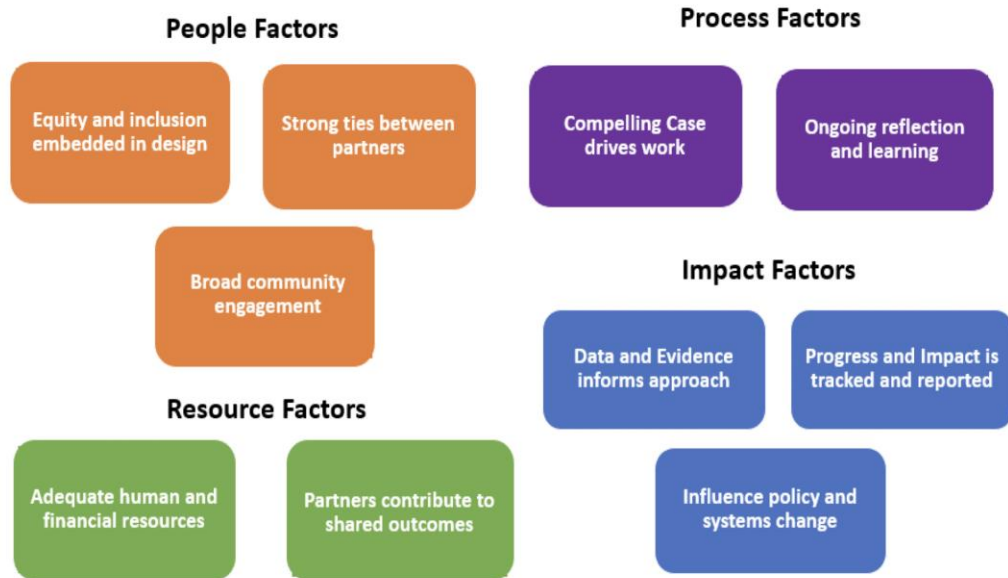 People Factors
Equity and inclusion
embedded in design
Strong ties between
partners
Broad community
engagement
Process Factors
Compelling Case
drives work
Ongoing reflection
and learning
Resource Factors
Adequate human and
financial resources
Partners contribute to
shared outcomes
Impact Factors
Data and Evidence
informs approach
Progress and Impact is
tracked and reported
Influence policy and
systems change